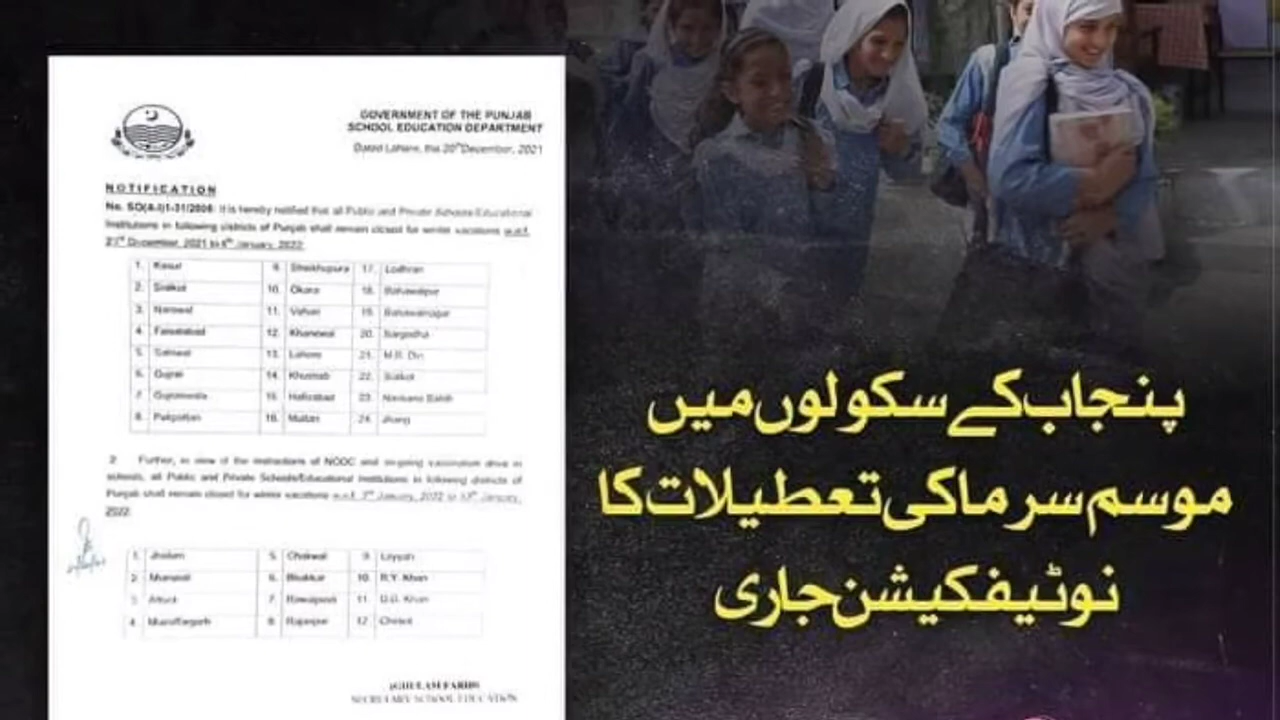 GOVERNMENT OF THE PUNJAB
SCHOOL EDUCATION DEPARTMENT
Dated Lahore, the 20th December, 2021
NOTIFICATION
No. SO(A-I)1-31/2008: It is hereby notified that all Public and Private Schools/Educational
Institutions in following districts of Punjab shall remain closed for winter vacations w.e.f.
December, 2021 to 6th January, 2022:
1. Kasur 9. Sheikhupura 17. Lodhran
2. Sialkot 10. Okara 18. Bahawalpur
3. Narowal 11. Vehari 19. Bahawalnagar
4. Faisalabad 12. Khanewal 20. Sargodha
5. Sahiwal 13. Lahore 21. M.B. Din
6. Gujrat 14. Khushab 22. Sialkot
7. Gujranwala 15. Hafizabad 23. Nankana Sahib
8. Pakpattan 16. Multan 24. Jhang
2. Further, in view of the instructions of NCOC and on-going vaccination drive in
schools, all Public and Private Schools/Educational Institutions in following districts of
Punjab shall remain closed for winter vacations w.e.f. January, 2022 to 13th January,
2022:
1. Jhelum 5. Chakwal 9. Layyah
2. Mianwali 6. Bhakkar 10. R.Y. Khan
3. Attock 7. Rawalpindi 11. D.G. Khan
4. Muzaffargarh 8. Rajanpur 12. Chiniot
(GHULAM FARID)
SECRETARY SCHOOL EDUCATION
پنجاب کے سکولوں میں
موسم سرما کی تعطیلات کا
نوٹیفکیشن جاری